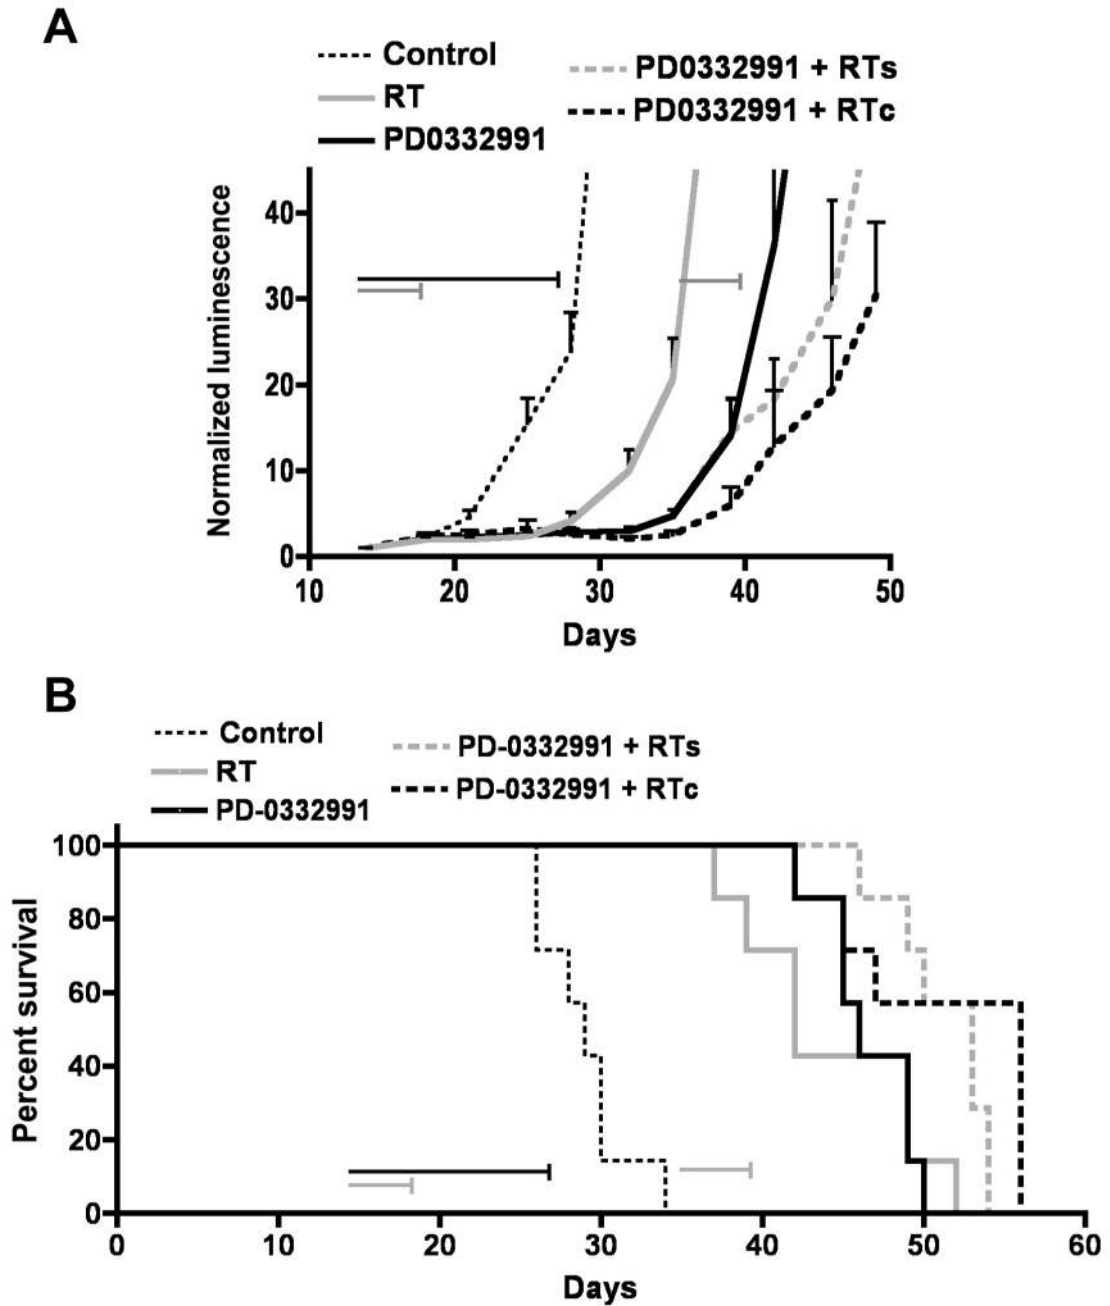 A
Control
RT
PD0332991
PD0332991 + RTs
PD0332991 + RTc
Normalized luminescence
40
30
20
10
0
10 20 30 40 50
Days
B
Control
RT
PD-0332991
PD-0332991 + RTs
PD-0332991 + RTc
Percent survival
100
80
60
40
20
0
0 10 20 30 40 50 60
Days